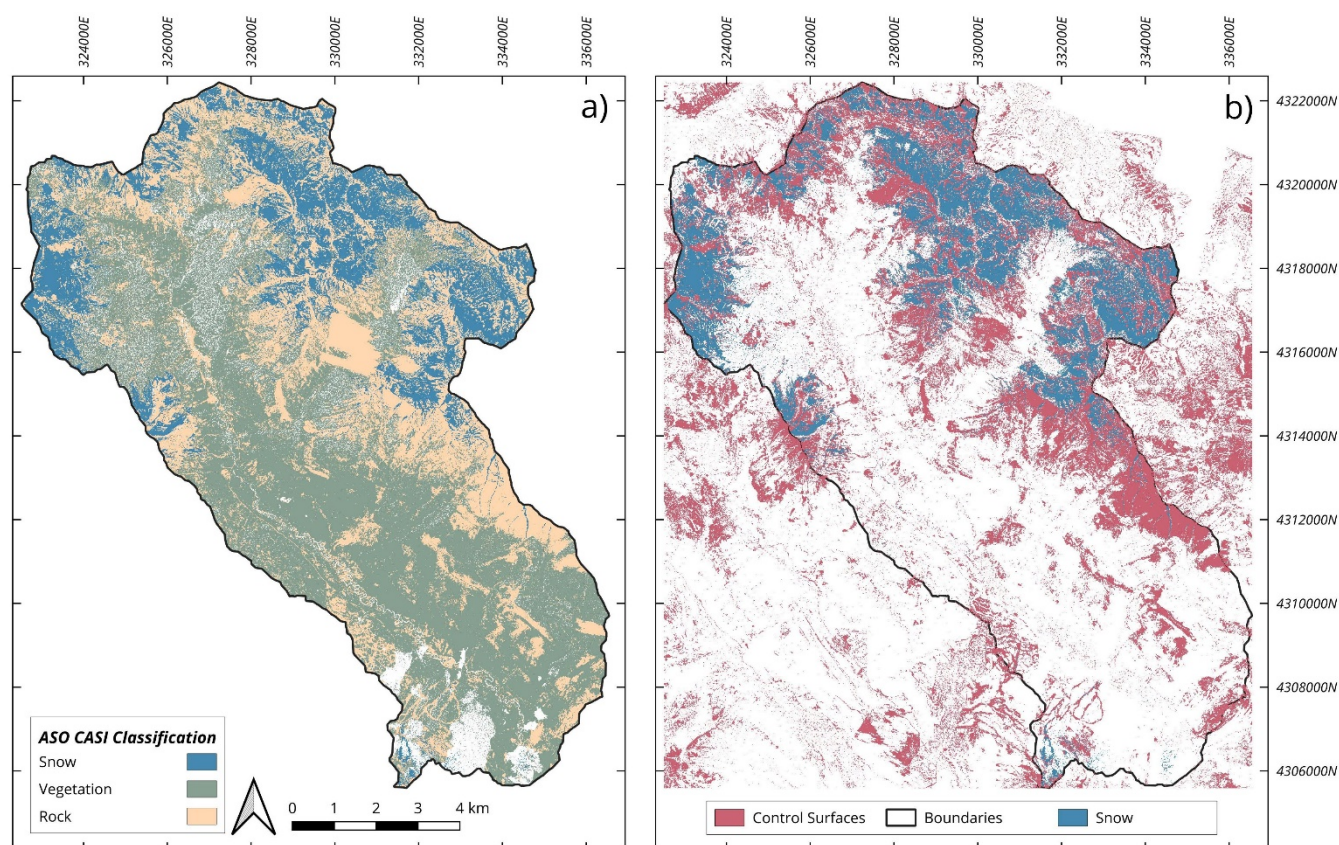 324000E 326000E 328000E 330000E 332000E 334000E 336000E
324000E 326000E 328000E 330000E 332000E 334000E 336000E
a)
b)
4322000N
4320000N
4318000N
4316000N
4314000N
4312000N
4310000N
4308000N
4306000N
ASO CASI Classification
Snow
Vegetation
Rock
0 1 2 3 4 km
Control Surfaces Boundaries Snow